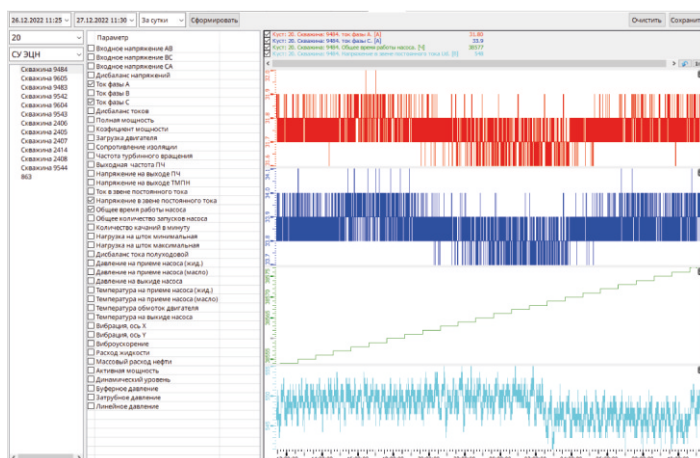 26.12.2022 11:25 27.12.2022 11:30 За сутки Сформировать Очистить Сохранит
20
СУ ЭЦН
Скважина 9484
Скважина 9605
Скважина 9483
Скважина 9542
Скважина 9604
Скважина 9543
Скважина 2406
Скважина 2405
Скважина 2407
Скважина 2414
Скважина 2408
Скважина 9544
863
Параметр
Входное напряжение AB
Входное напряжение BC
Входное напряжение CA
Дисбаланс напряжений
Ток фазы A
Ток фазы B
Ток фазы C
Дисбаланс токов
Полная мощность
Коэфициент мощности
Загрузка двигателя
Сопротивление изоляции
Частота турбинного вращения
Выходная частота ПЧ
Напряжение на выходе ПЧ
Напряжение на выходе ТМПН
Ток в звене постоянного тока
Напряжение в звене постоянного тока
Общее время работы насоса
Общее количество запусков насоса
Количество качаний в минуту
Нагрузка на шток минимальная
Нагрузка на шток максимальная
Дисбаланс тока полуходовой
Давление на приеме насоса (жид.)
Давление на приеме насоса (масло)
Давление на выкиде насоса
Температура на приеме насоса (жид.)
Температура на приеме насоса (масло)
Температура обмоток двигателя
Температура на выкиде насоса
Вибрация, ось X
Вибрация, ось Y
Виброускорение
Расход жидкости
Массовый расход нефти
Активная мощность
Динамический уровень
Буферное давление
Затрубное давление
Линейное давление
Куст: 20. Скважина: 9484. ток фазы A. [A] 31.80
Куст: 20. Скважина: 9484. ток фазы C. [A] 33.9
Куст: 20. Скважина: 9484. Общее время работы насоса. [Ч] 38577
Куст: 20. Скважина: 9484. Напряжение в звене постоянного тока